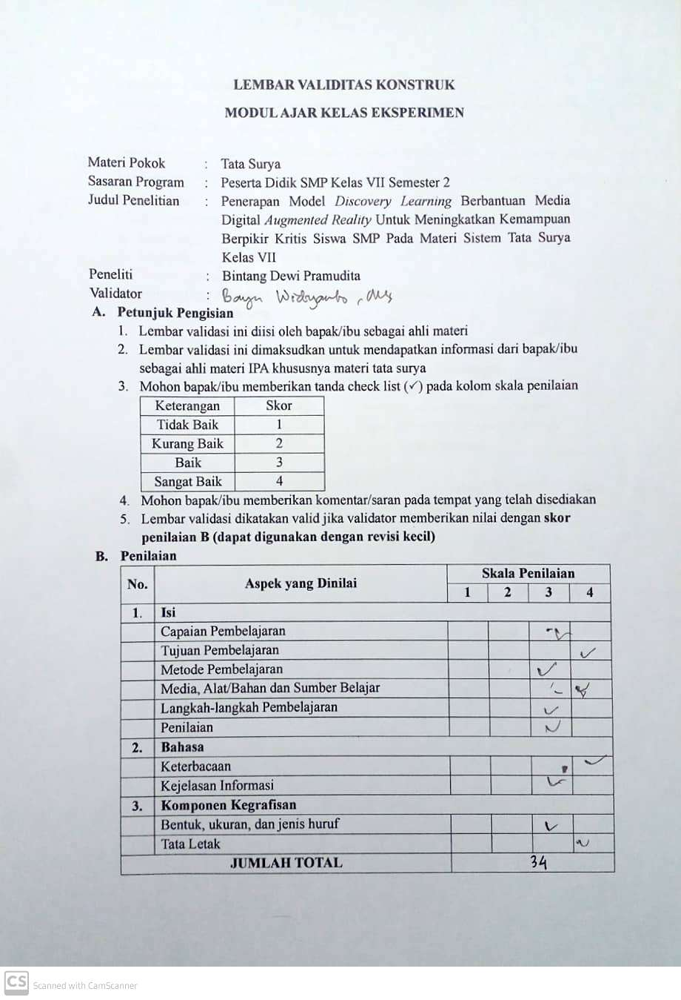 LEMBAR VALIDITAS KONSTRUK
MODUL AJAR KELAS EKSPERIMEN
Materi Pokok : Tata Surya
Sasaran Program : Peserta Didik SMP Kelas VII Semester 2
Judul Penelitian : Penerapan Model Discovery Learning Berbantuan Media
Digital Augmented Reality Untuk Meningkatkan Kemampuan
Berpikir Kritis Siswa SMP Pada Materi Sistem Tata Surya
Kelas VII
Peneliti : Bintang Dewi Pramudita
Validator : Bayu Widiyanto,
A. Petunjuk Pengisian
1. Lembar validasi ini diisi oleh bapak/ibu sebagai ahli materi
2. Lembar validasi ini dimaksudkan untuk mendapatkan informasi dari bapak/ibu
sebagai ahli materi IPA khususnya materi tata surya
3. Mohon bapak/ibu memberikan tanda check list (✓) pada kolom skala penilaian
Keterangan Skor
Tidak Baik 1
Kurang Baik 2
Baik 3
Sangat Baik 4
4. Mohon bapak/ibu memberikan komentar/saran pada tempat yang telah disediakan
5. Lembar validasi dikatakan valid jika validator memberikan nilai dengan skor
penilaian B (dapat digunakan dengan revisi kecil)
B. Penilaian
No. Aspek yang Dinilai Skala Penilaian
1 2 3 4
1. Isi
Capaian Pembelajaran ✓
Tujuan Pembelajaran ✓
Metode Pembelajaran ✓
Media, Alat/Bahan dan Sumber Belajar ✓
Langkah-langkah Pembelajaran ✓
Penilaian ✓
2. Bahasa
Keterbacaan ✓
Kejelasan Informasi ✓
3. Komponen Kegrafisan
Bentuk, ukuran, dan jenis huruf ✓
Tata Letak ✓
JUMLAH TOTAL 34
CS Scanned with CamScanner